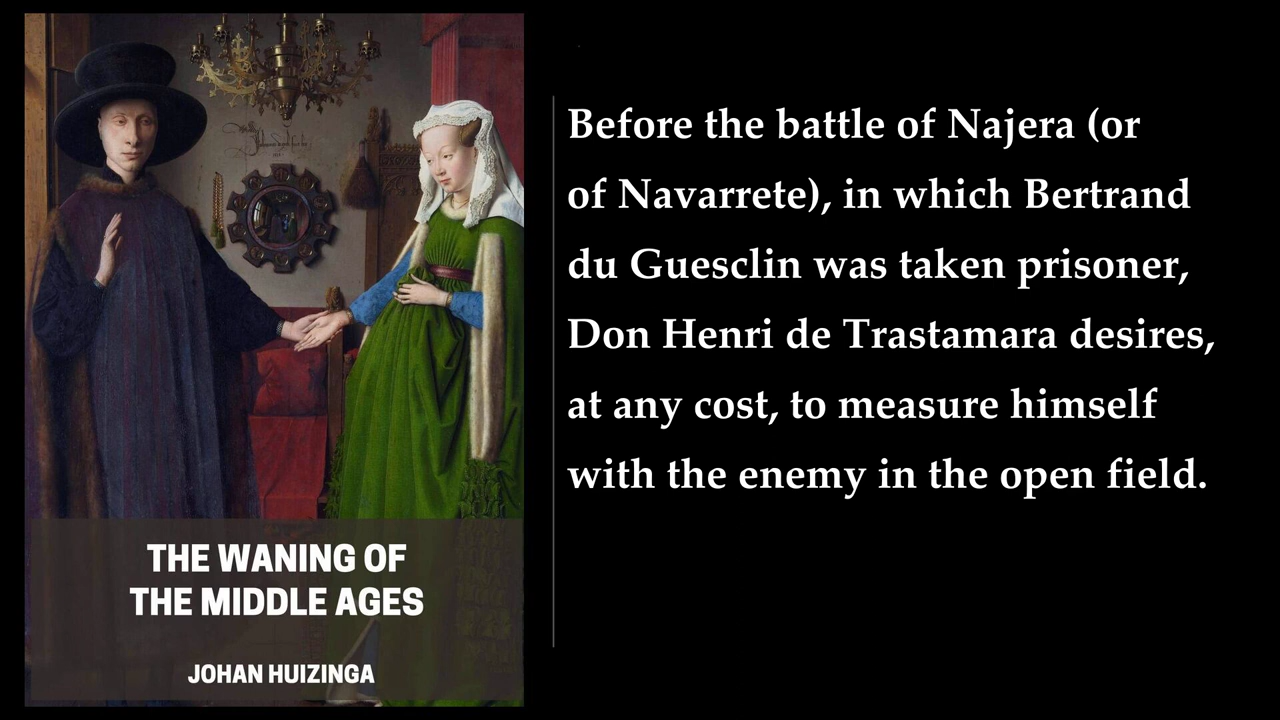 THE WANING OF
THE MIDDLE AGES
JOHAN HUIZINGA
Before the battle of Najera (or
of Navarrete), in which Bertrand
du Guesclin was taken prisoner,
Don Henri de Trastamara desires,
at any cost, to measure himself
with the enemy in the open field.